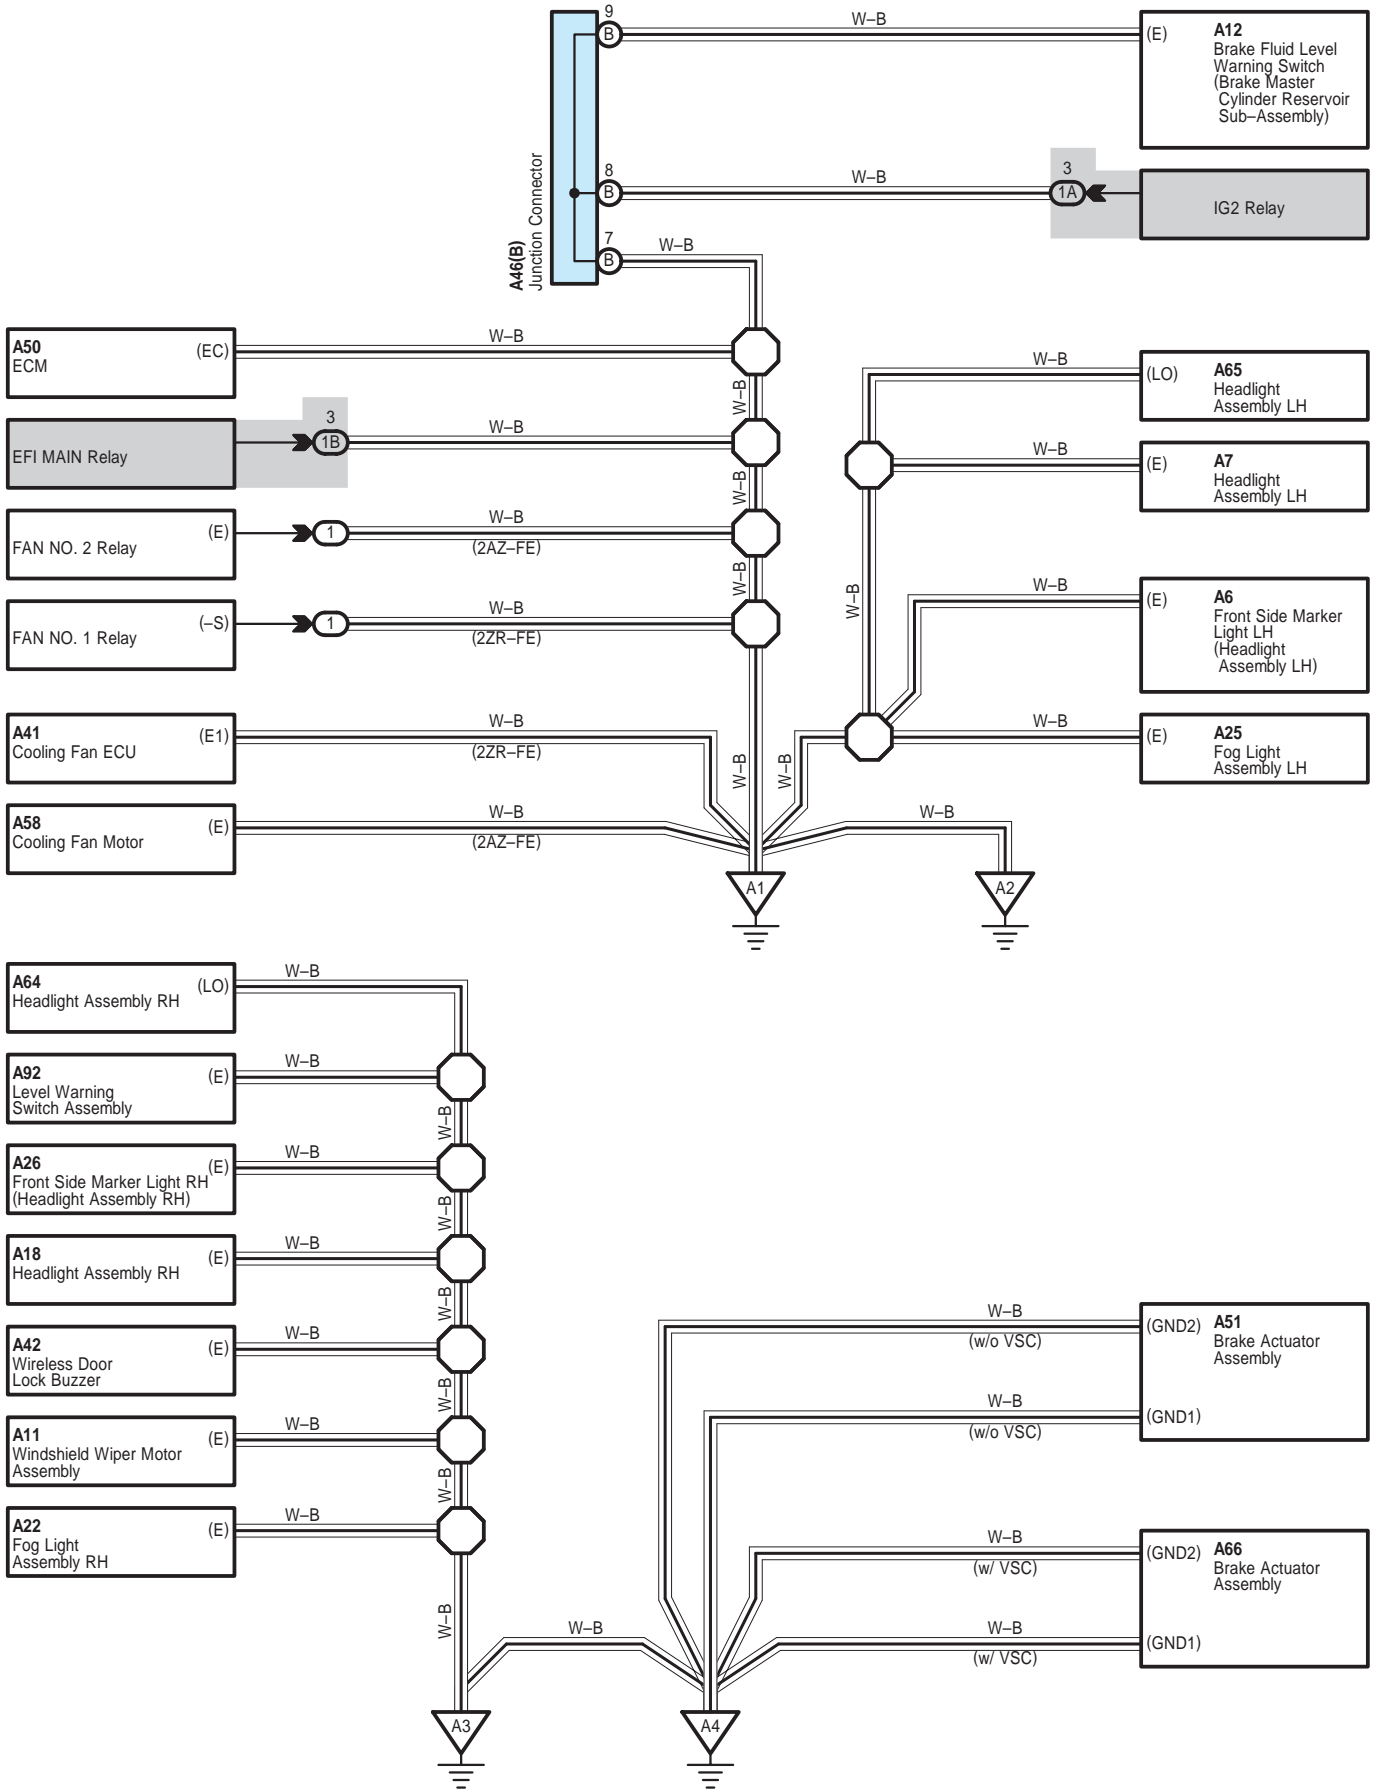 9
W–B
B
(E)
A12
Brake Fluid Level
Warning Switch
(Brake Master
Cylinder Reservoir
Sub–Assembly)
8
W–B
B
3
1A
IG2 Relay
7
W–B
B
A46(B)
Junction Connector
A50
ECM
(EC)
W–B
W–B
EFI MAIN Relay
3
1B
W–B
W–B
FAN NO. 2 Relay
(E)
1
W–B
(2AZ–FE)
W–B
FAN NO. 1 Relay
(–S)
1
W–B
(2ZR–FE)
A41
Cooling Fan ECU
(E1)
W–B
(2ZR–FE)
A58
Cooling Fan Motor
(E)
W–B
(2AZ–FE)
W–B
W–B
W–B
A1
A2
W–B
(LO)
A65
Headlight
Assembly LH
W–B
(E)
A7
Headlight
Assembly LH
W–B
W–B
(E)
A6
Front Side Marker
Light LH
(Headlight
Assembly LH)
W–B
(E)
A25
Fog Light
Assembly LH
A64
Headlight Assembly RH
(LO)
W–B
A92
Level Warning
Switch Assembly
(E)
W–B
W–B
A26
Front Side Marker Light RH
(Headlight Assembly RH)
(E)
W–B
W–B
A18
Headlight Assembly RH
(E)
W–B
W–B
A42
Wireless Door
Lock Buzzer
(E)
W–B
W–B
A11
Windshield Wiper Motor
Assembly
(E)
W–B
W–B
A22
Fog Light
Assembly RH
(E)
W–B
W–B
W–B
A3
A4
W–B
(w/o VSC)
(GND2)
A51
Brake Actuator
Assembly
W–B
(w/o VSC)
(GND1)
W–B
(w/ VSC)
(GND2)
A66
Brake Actuator
Assembly
W–B
(w/ VSC)
(GND1)